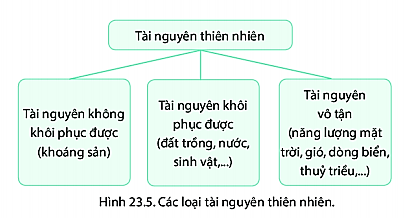 Tài nguyên thiên nhiên
Tài nguyên không
khôi phục được
(khoáng sản)
Tài nguyên khôi
phục được
(đất trồng, nước,
sinh vật,...)
Tài nguyên
vô tận
(năng lượng mặt
trời, gió, dòng biển,
thuỷ triều,...)
Hình 23.5. Các loại tài nguyên thiên nhiên.